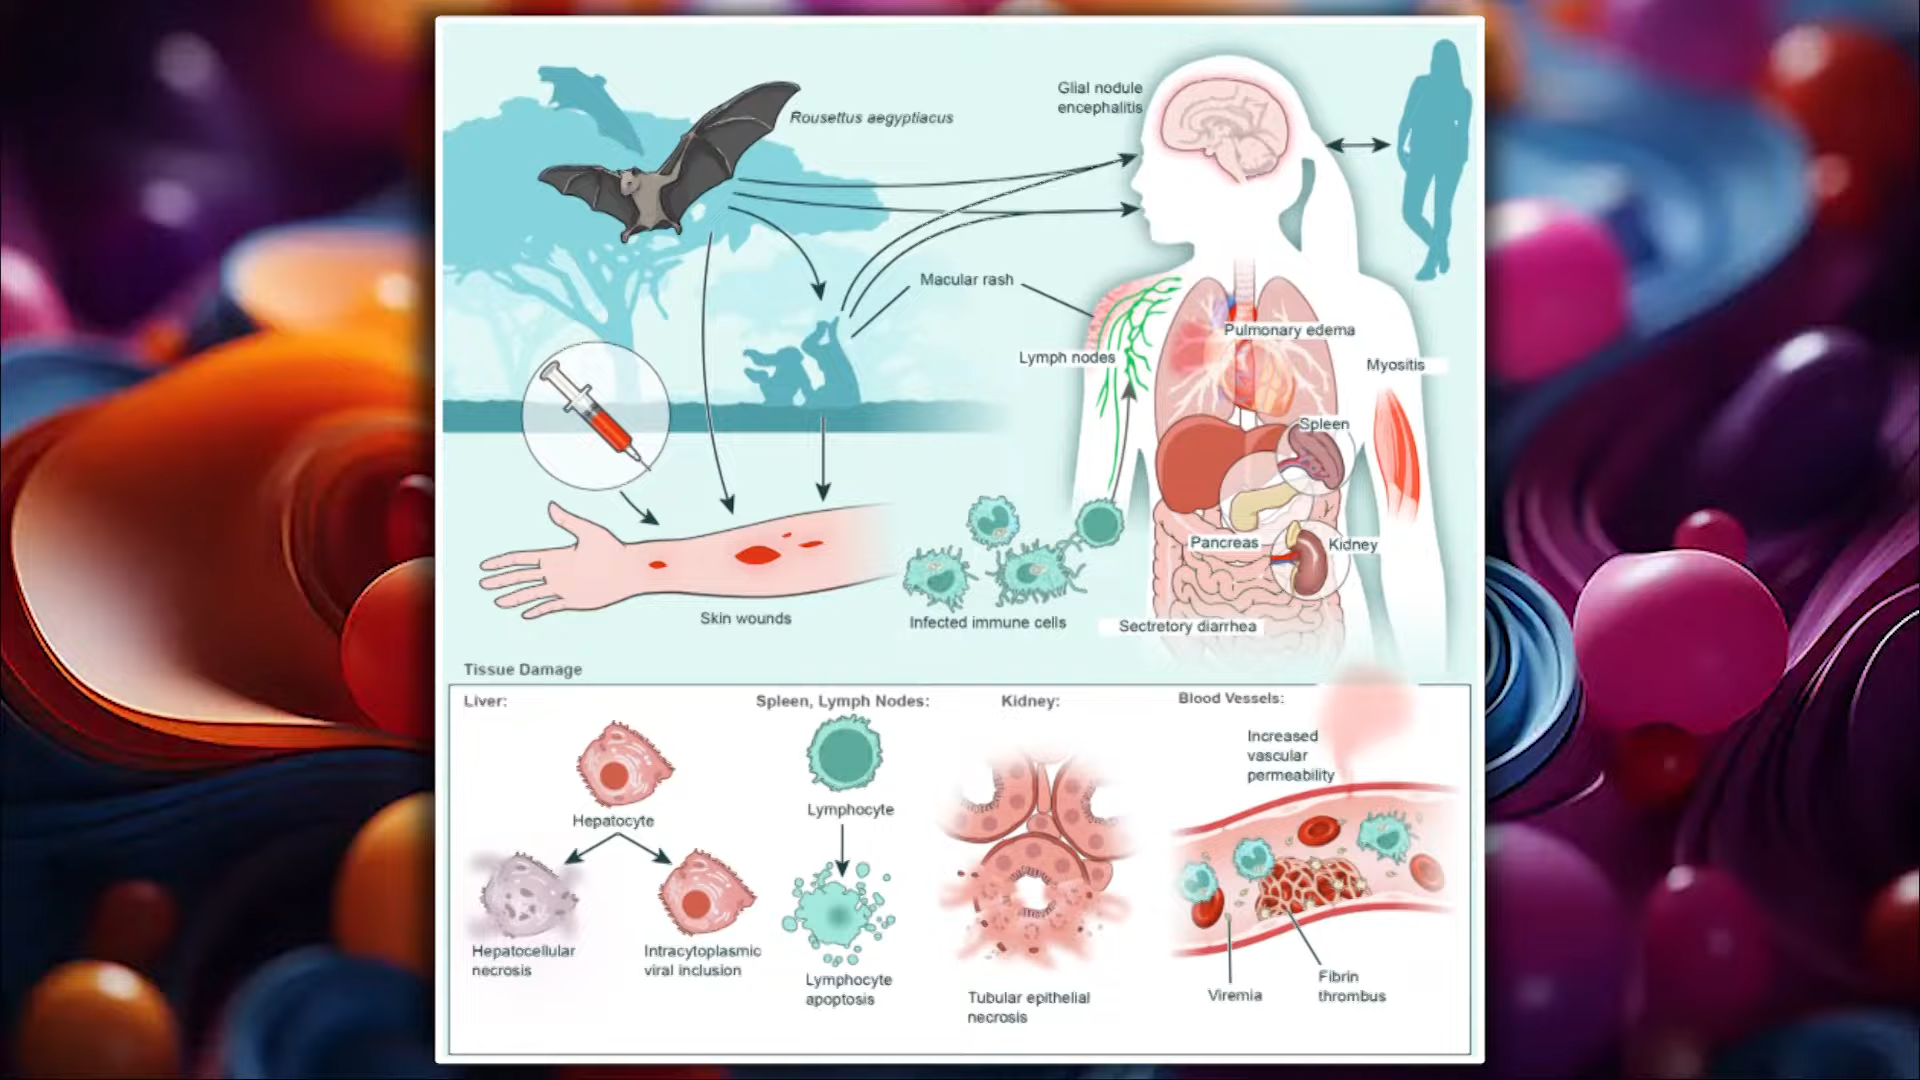 Glial nodule
encephalitis
Rousettus aegyptiacus
Macular rash
Pulmonary edema
Lymph nodes
Myositis
Spleen
Pancreas
Kidney
Skin wounds
Infected immune cells
Sectretory diarrhea
Tissue Damage
Liver:
Spleen, Lymph Nodes:
Kidney:
Blood Vessels:
Increased
vascular
permeability
Hepatocyte
Lymphocyte
Hepatocellular
necrosis
Intracytoplasmic
viral inclusion
Lymphocyte
apoptosis
Tubular epithelial
necrosis
Viremia
Fibrin
thrombus